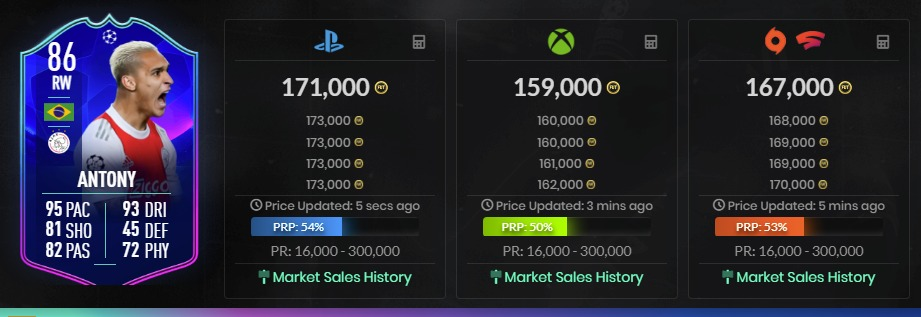 86
RW
ANTONY
95 PAC 93 DRI
81 SHO 45 DEF
82 PAS 72 PHY
171,000
173,000
173,000
173,000
173,000
Price Updated: 5 secs ago
PRP: 54%
PR: 16,000 - 300,000
Market Sales History
159,000
160,000
160,000
161,000
162,000
Price Updated: 3 mins ago
PRP: 50%
PR: 16,000 - 300,000
Market Sales History
167,000
168,000
169,000
169,000
170,000
Price Updated: 5 mins ago
PRP: 53%
PR: 16,000 - 300,000
Market Sales History